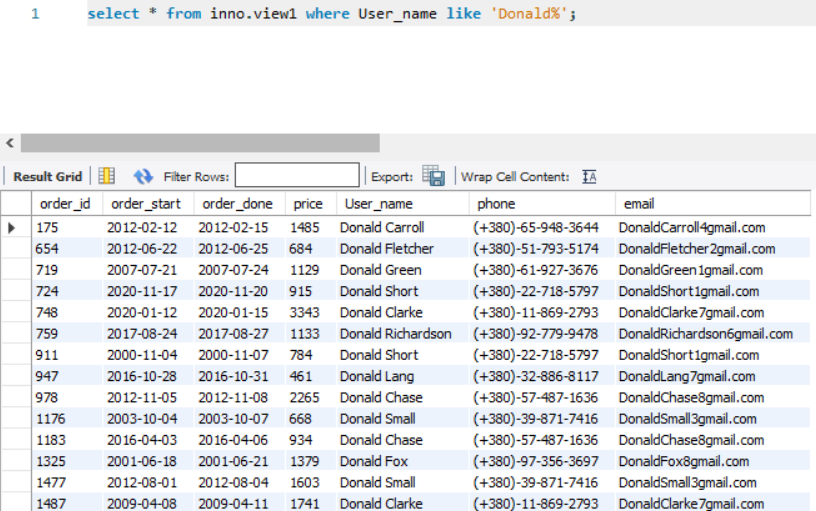 1 select * from inno.view1 where User_name like 'Donald%';
Result Grid Filter Rows: Export: Wrap Cell Content: IA
order_id order_start order_done price User_name phone email
175 2012-02-12 2012-02-15 1485 Donald Carroll (+380)-65-948-3644 DonaldCarroll4gmail.com
654 2012-06-22 2012-06-25 684 Donald Fletcher (+380)-51-793-5174 DonaldFletcher2gmail.com
719 2007-07-21 2007-07-24 1129 Donald Green (+380)-61-927-3676 DonaldGreen1gmail.com
724 2020-11-17 2020-11-20 915 Donald Short (+380)-22-718-5797 DonaldShort1gmail.com
748 2020-01-12 2020-01-15 3343 Donald Clarke (+380)-11-869-2793 DonaldClarke7gmail.com
759 2017-08-24 2017-08-27 1133 Donald Richardson (+380)-92-779-9478 DonaldRichardson6gmail.com
911 2000-11-04 2000-11-07 784 Donald Short (+380)-22-718-5797 DonaldShort1gmail.com
947 2016-10-28 2016-10-31 461 Donald Lang (+380)-32-886-8117 DonaldLang7gmail.com
978 2012-11-05 2012-11-08 2265 Donald Chase (+380)-57-487-1636 DonaldChase8gmail.com
1176 2003-10-04 2003-10-07 668 Donald Small (+380)-39-871-7416 DonaldSmall3gmail.com
1183 2016-04-03 2016-04-06 934 Donald Chase (+380)-57-487-1636 DonaldChase8gmail.com
1325 2001-06-18 2001-06-21 1379 Donald Fox (+380)-97-356-3697 DonaldFox8gmail.com
1477 2012-08-01 2012-08-04 1603 Donald Small (+380)-39-871-7416 DonaldSmall3gmail.com
1487 2009-04-08 2009-04-11 1741 Donald Clarke (+380)-11-869-2793 DonaldClarke7gmail.com